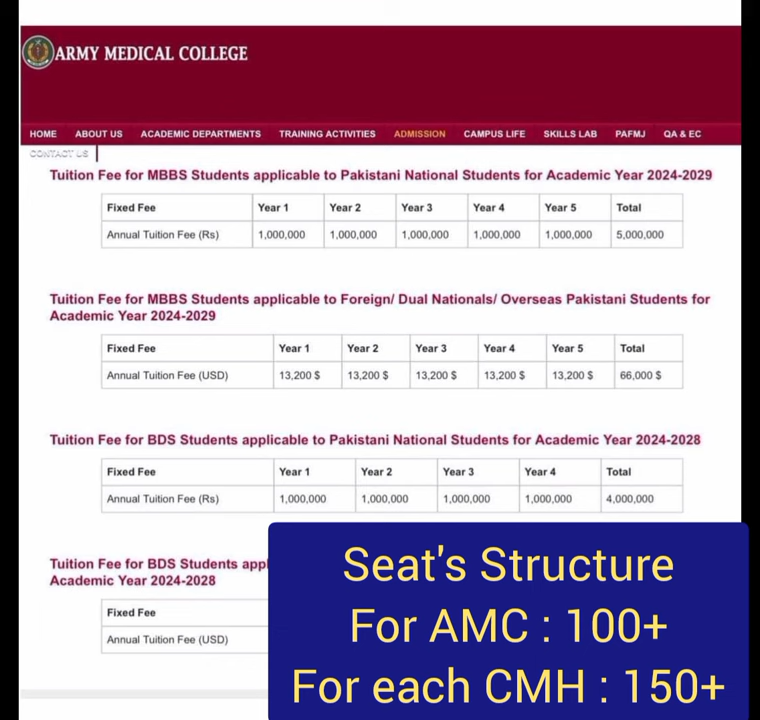 ARMY MEDICAL COLLEGE
HOME ABOUT US ACADEMIC DEPARTMENTS TRAINING ACTIVITIES ADMISSION CAMPUS LIFE SKILLS LAB PAFMJ QA & EC
CONTACT US
Tuition Fee for MBBS Students applicable to Pakistani National Students for Academic Year 2024-2029
Fixed Fee Year 1 Year 2 Year 3 Year 4 Year 5 Total
Annual Tuition Fee (Rs) 1,000,000 1,000,000 1,000,000 1,000,000 1,000,000 5,000,000
Tuition Fee for MBBS Students applicable to Foreign/ Dual Nationals/ Overseas Pakistani Students for
Academic Year 2024-2029
Fixed Fee Year 1 Year 2 Year 3 Year 4 Year 5 Total
Annual Tuition Fee (USD) 13,200 $ 13,200 $ 13,200 $ 13,200 $ 13,200 $ 66,000 $
Tuition Fee for BDS Students applicable to Pakistani National Students for Academic Year 2024-2028
Fixed Fee Year 1 Year 2 Year 3 Year 4 Total
Annual Tuition Fee (Rs) 1,000,000 1,000,000 1,000,000 1,000,000 4,000,000
Tuition Fee for BDS Students
Academic Year 2024-2028
Fixed Fee
Annual Tuition Fee (USD)
Seat's Structure
For AMC : 100+
For each CMH : 150+